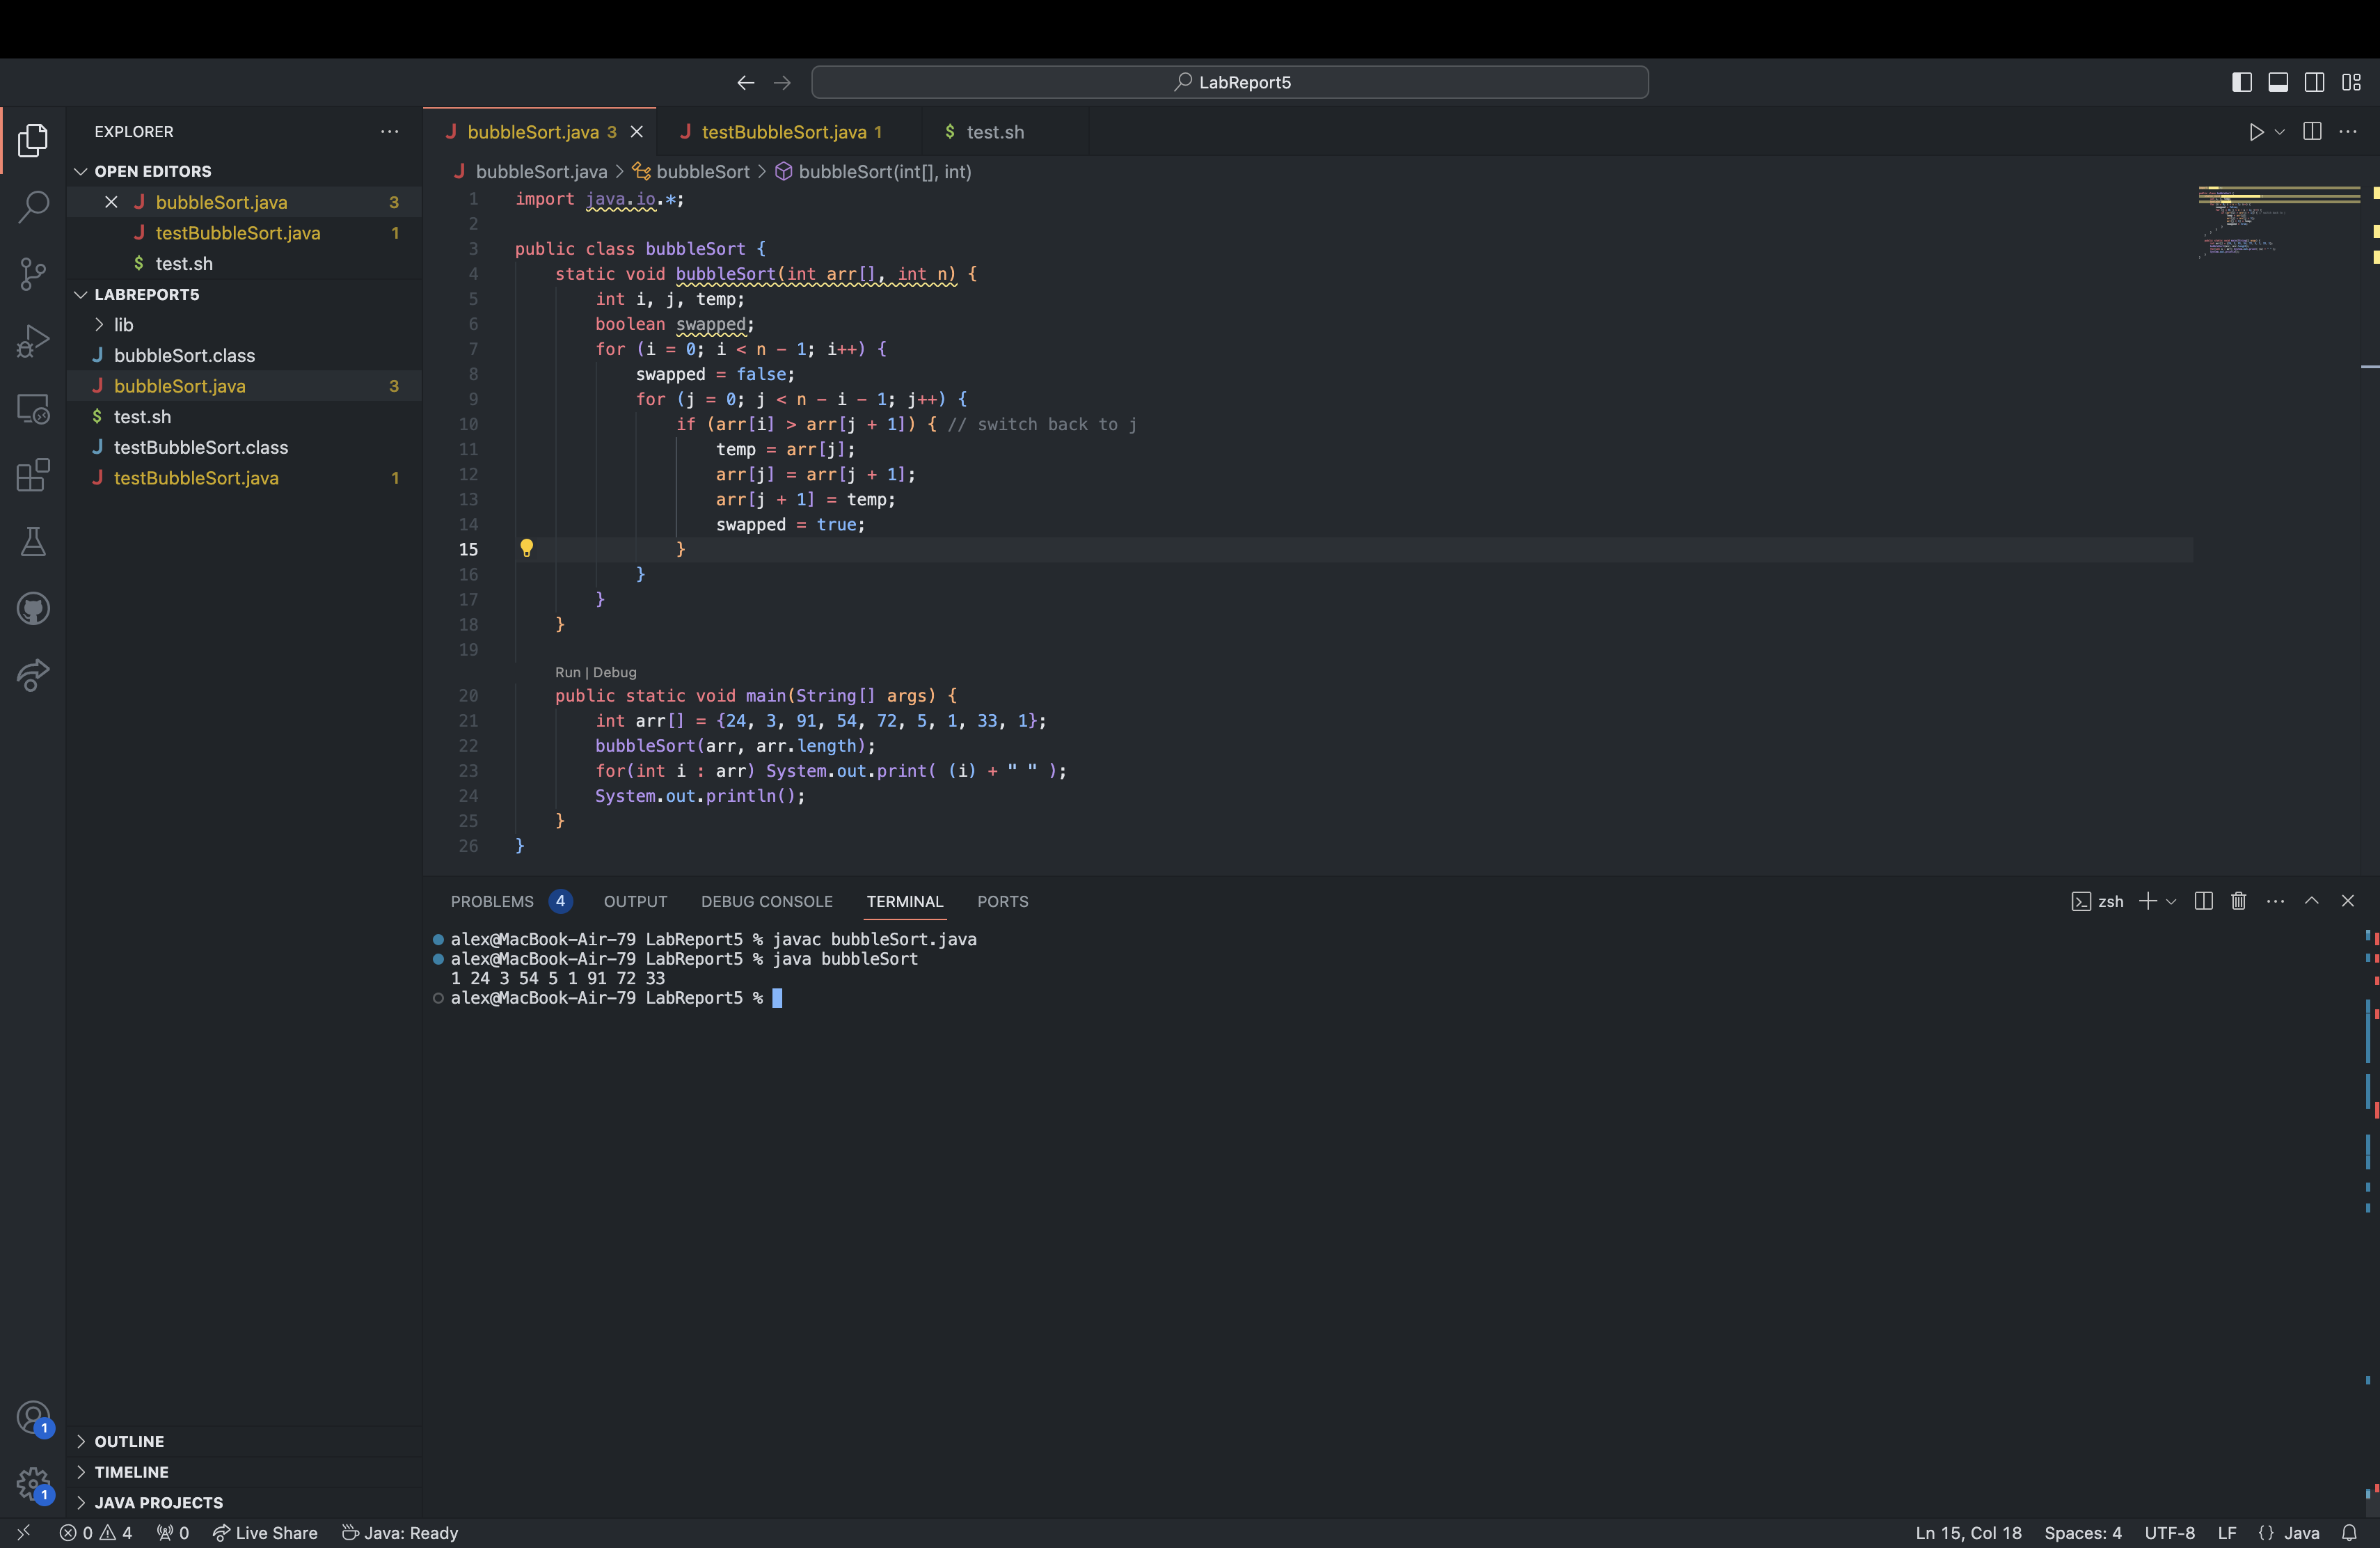 LabReport5
EXPLORER
OPEN EDITORS
bubbleSort.java 3
testBubbleSort.java 1
test.sh
LABREPORT5
lib
bubbleSort.class
bubbleSort.java 3
test.sh
testBubbleSort.class
testBubbleSort.java 1
OUTLINE
TIMELINE
JAVA PROJECTS
bubbleSort.java 3 testBubbleSort.java 1 $ test.sh
bubbleSort.java > bubbleSort > bubbleSort(int[], int)
1 import java.io.*;
2
3 public class bubbleSort {
4 static void bubbleSort(int arr[], int n) {
5 int i, j, temp;
6 boolean swapped;
7 for (i = 0; i < n - 1; i++) {
8 swapped = false;
9 for (j = 0; j < n - i - 1; j++) {
10 if (arr[i] > arr[j + 1]) { // switch back to j
11 temp = arr[j];
12 arr[j] = arr[j + 1];
13 arr[j + 1] = temp;
14 swapped = true;
15 }
16 }
17 }
18 }
19
Run | Debug
20 public static void main(String[] args) {
21 int arr[] = {24, 3, 91, 54, 72, 5, 1, 33, 1};
22 bubbleSort(arr, arr.length);
23 for(int i : arr) System.out.print( (i) + " " );
24 System.out.println();
25 }
26 }
PROBLEMS 4 OUTPUT DEBUG CONSOLE TERMINAL PORTS
zsh
alex@MacBook-Air-79 LabReport5 % javac bubbleSort.java
alex@MacBook-Air-79 LabReport5 % java bubbleSort
1 24 3 54 5 1 91 72 33
alex@MacBook-Air-79 LabReport5 %
1
1
0 4 0 Live Share Java: Ready
Ln 15, Col 18 Spaces: 4 UTF-8 LF {} Java